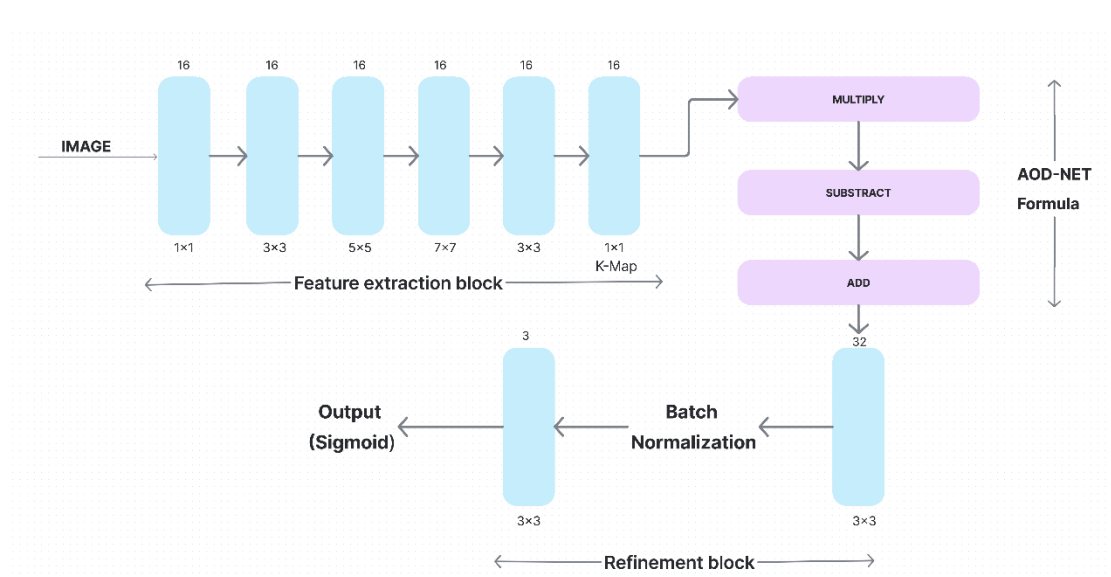 16 16 16 16 16 16
IMAGE
1×1 3×3 5×5 7×7 3×3 1×1
K-Map
Feature extraction block
MULTIPLY
SUBSTRACT
ADD
AOD-NET
Formula
32
3×3
Batch
Normalization
3
3×3
Output
(Sigmoid)
Refinement block